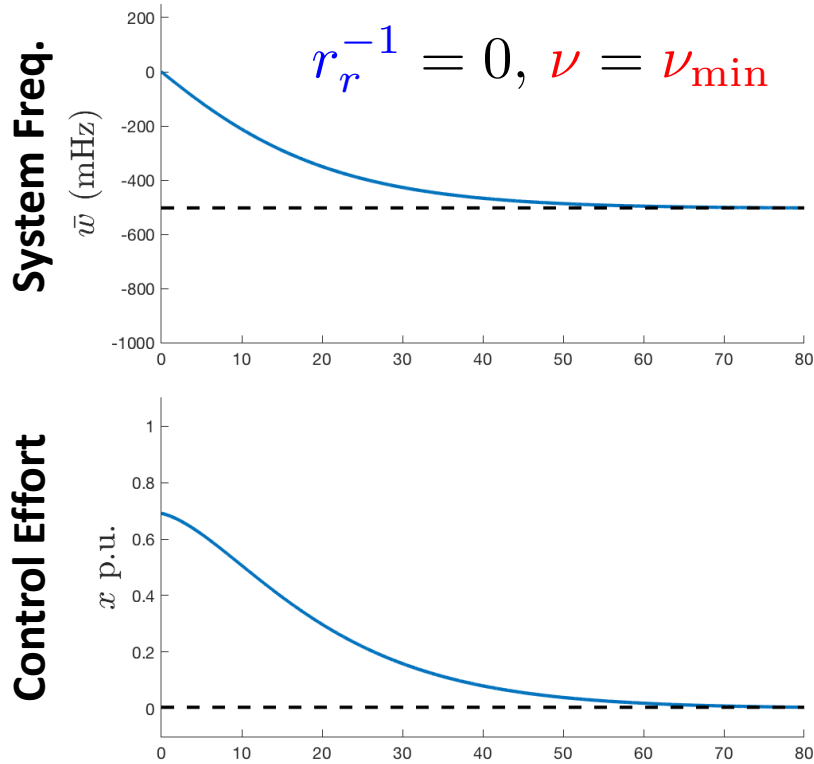 System Freq.
w̄ (mHz)
r_r^{-1} = 0, ν = ν_min
200
0
-200
-400
-600
-800
-1000
0 10 20 30 40 50 60 70 80
Control Effort
x p.u.
1
0.8
0.6
0.4
0.2
0
0 10 20 30 40 50 60 70 80